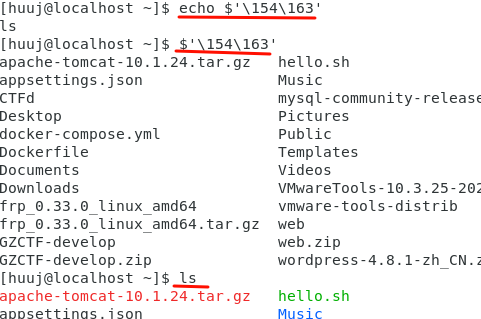 [huuj@localhost ~]$ echo $'\154\163'
ls
[huuj@localhost ~]$ $'\154\163'
apache-tomcat-10.1.24.tar.gz hello.sh
appsettings.json Music
CTFd mysql-community-release
Desktop Pictures
docker-compose.yml Public
Dockerfile Templates
Documents Videos
Downloads VMwareTools-10.3.25-202
frp_0.33.0_linux_amd64 vmware-tools-distrib
frp_0.33.0_linux_amd64.tar.gz web
GZCTF-develop web.zip
GZCTF-develop.zip wordpress-4.8.1-zh_CN.z
[huuj@localhost ~]$ ls
apache-tomcat-10.1.24.tar.gz hello.sh
appsettings.json Music